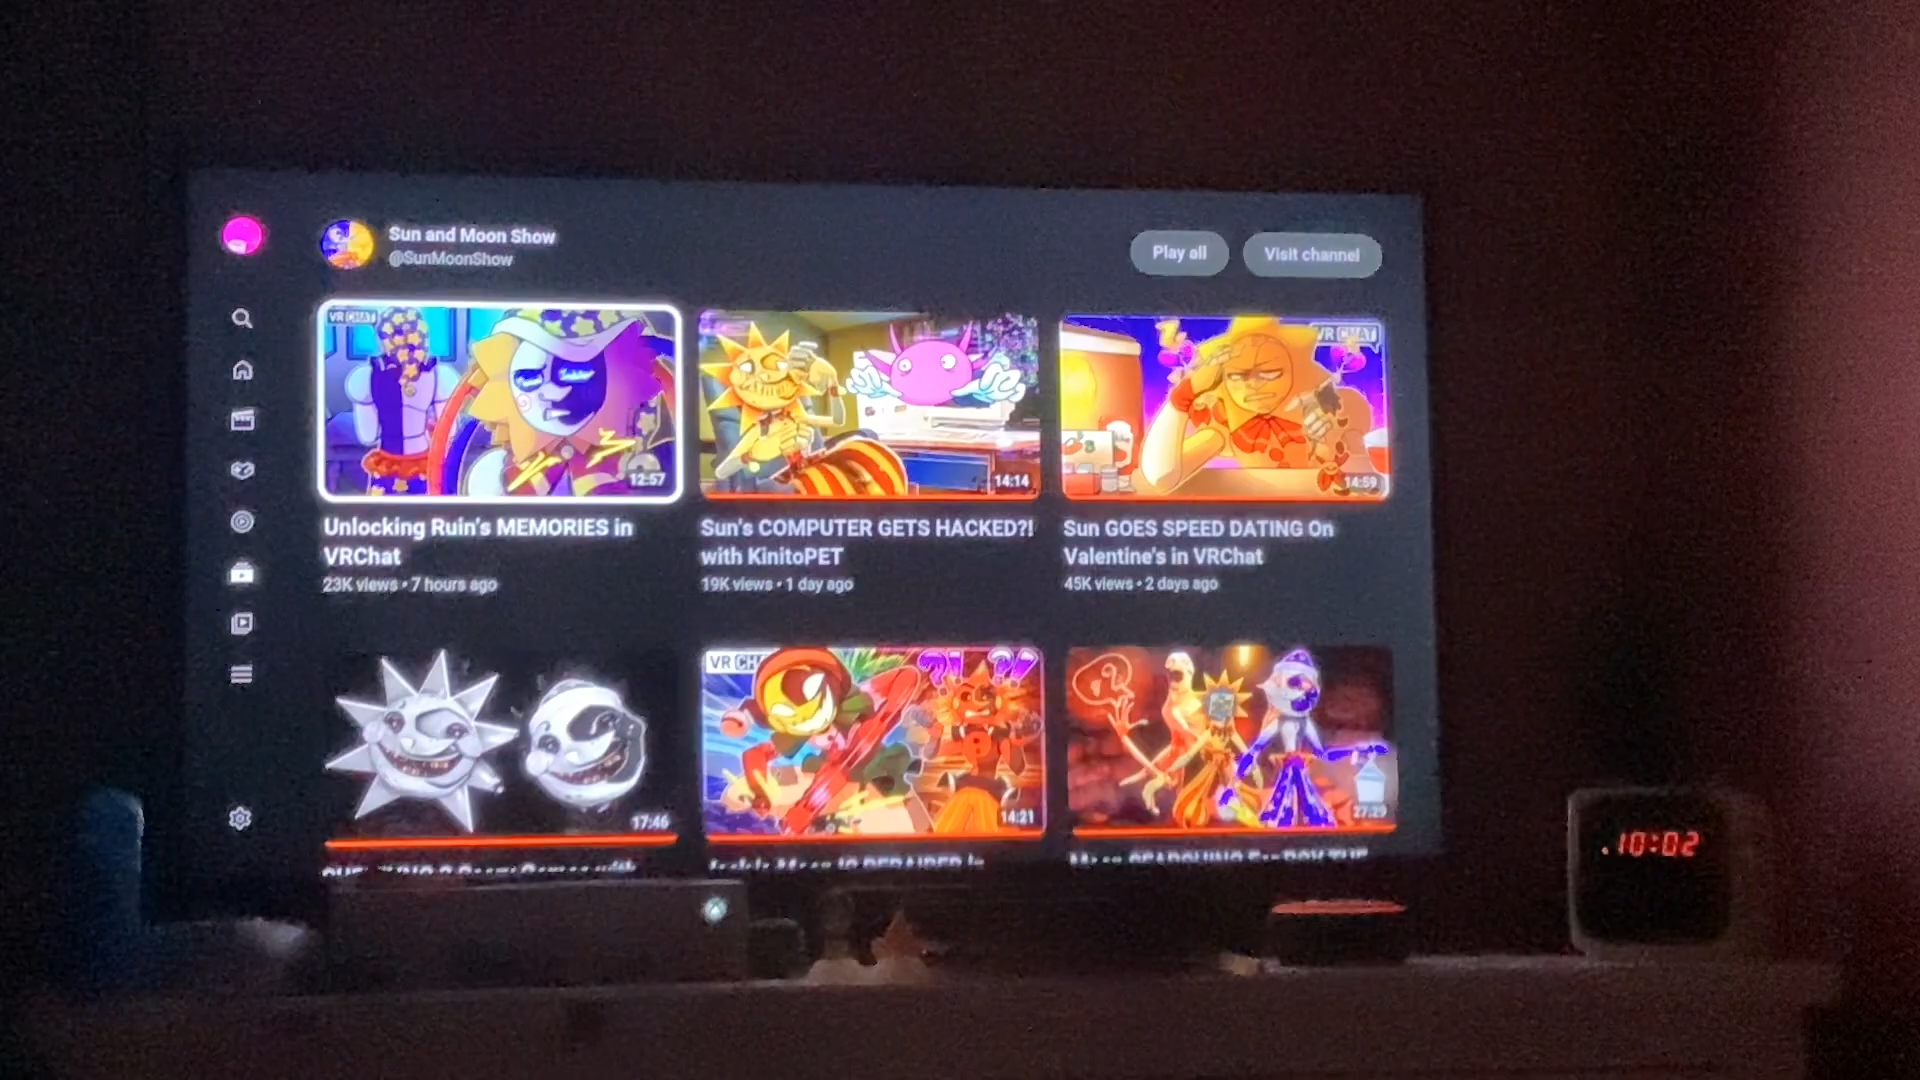 Sun and Moon Show
@SunMoonShow
Play all
Visit channel
VR CHAT
12:57
14:14
VR CHAT
14:59
Unlocking Ruin's MEMORIES in
VRChat
23K views • 7 hours ago
Sun's COMPUTER GETS HACKED?!
with KinitoPET
19K views • 1 day ago
Sun GOES SPEED DATING On
Valentine's in VRChat
45K views • 2 days ago
17:46
VR CH
?! ?!
14:21
27:29
10:02